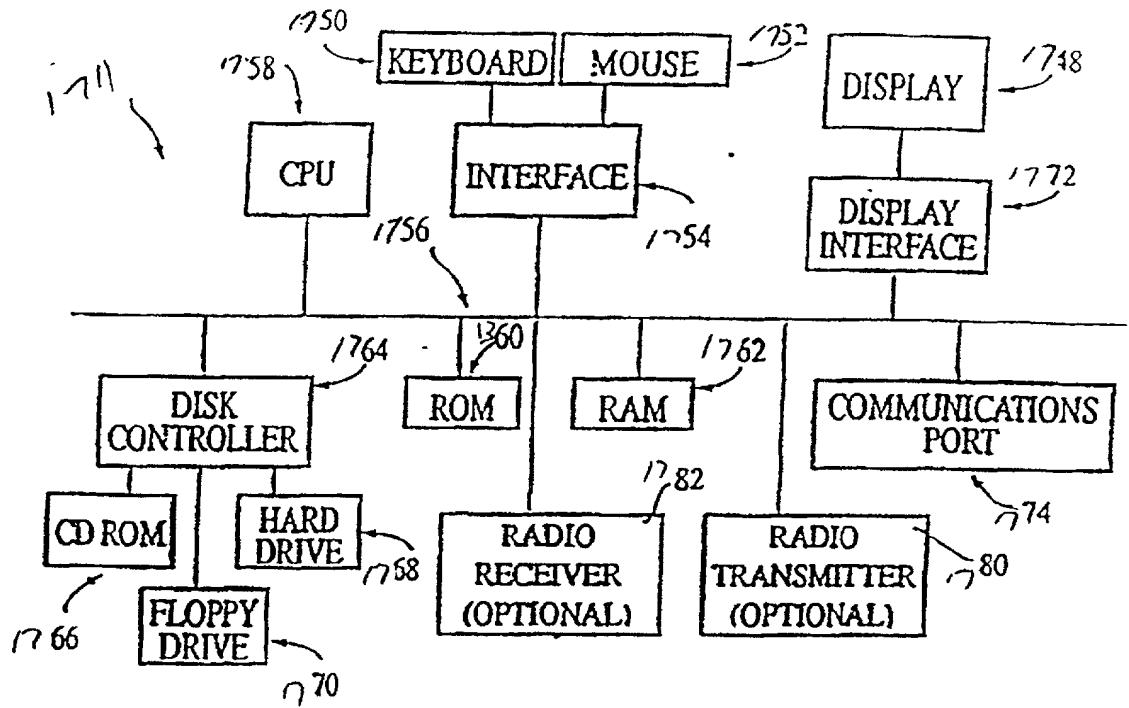 1750
KEYBOARD
MOUSE
1752
1758
1711
DISPLAY
1748
CPU
INTERFACE
1754
1772
DISPLAY
INTERFACE
1756
1764
1360
1762
DISK
CONTROLLER
ROM
RAM
COMMUNICATIONS
PORT
1774
CD ROM
HARD
DRIVE
1768
1782
RADIO
RECEIVER
(OPTIONAL)
RADIO
TRANSMITTER
(OPTIONAL)
1780
1766
FLOPPY
DRIVE
1770